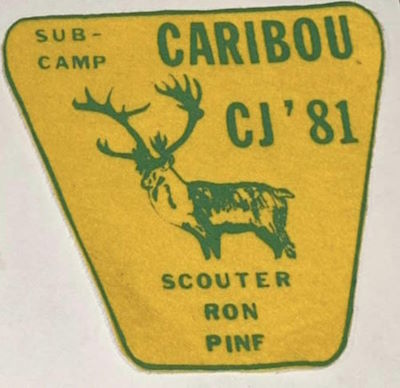 SUB-
CAMP
CARIBOU
CJ '81
SCOUTER
RON
PINF